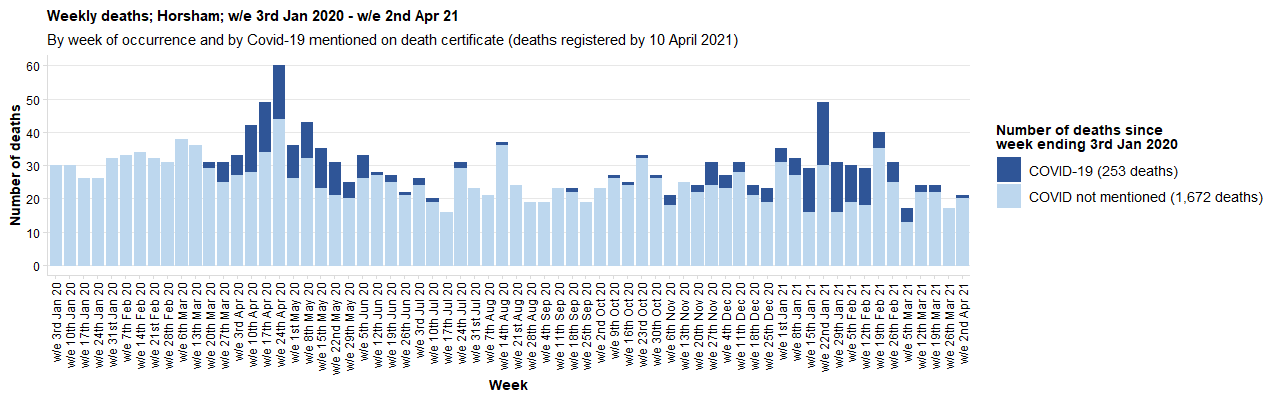 Weekly deaths; Horsham; w/e 3rd Jan 2020 - w/e 2nd Apr 21
By week of occurrence and by Covid-19 mentioned on death certificate (deaths registered by 10 April 2021)
Number of deaths
60
50
40
30
20
10
0
w/e 3rd Jan 20
w/e 10th Jan 20
w/e 17th Jan 20
w/e 24th Jan 20
w/e 31st Jan 20
w/e 7th Feb 20
w/e 14th Feb 20
w/e 21st Feb 20
w/e 28th Feb 20
w/e 6th Mar 20
w/e 13th Mar 20
w/e 20th Mar 20
w/e 27th Mar 20
w/e 3rd Apr 20
w/e 10th Apr 20
w/e 17th Apr 20
w/e 24th Apr 20
w/e 1st May 20
w/e 8th May 20
w/e 15th May 20
w/e 22nd May 20
w/e 29th May 20
w/e 5th Jun 20
w/e 12th Jun 20
w/e 19th Jun 20
w/e 26th Jun 20
w/e 3rd Jul 20
w/e 10th Jul 20
w/e 17th Jul 20
w/e 24th Jul 20
w/e 31st Jul 20
w/e 7th Aug 20
w/e 14th Aug 20
w/e 21st Aug 20
w/e 28th Aug 20
w/e 4th Sep 20
w/e 11th Sep 20
w/e 18th Sep 20
w/e 25th Sep 20
w/e 2nd Oct 20
w/e 9th Oct 20
w/e 16th Oct 20
w/e 23rd Oct 20
w/e 30th Oct 20
w/e 6th Nov 20
w/e 13th Nov 20
w/e 20th Nov 20
w/e 27th Nov 20
w/e 4th Dec 20
w/e 11th Dec 20
w/e 18th Dec 20
w/e 25th Dec 20
w/e 1st Jan 21
w/e 8th Jan 21
w/e 15th Jan 21
w/e 22nd Jan 21
w/e 29th Jan 21
w/e 5th Feb 21
w/e 12th Feb 21
w/e 19th Feb 21
w/e 26th Feb 21
w/e 5th Mar 21
w/e 12th Mar 21
w/e 19th Mar 21
w/e 26th Mar 21
w/e 2nd Apr 21
Week
Number of deaths since
week ending 3rd Jan 2020
COVID-19 (253 deaths)
COVID not mentioned (1,672 deaths)